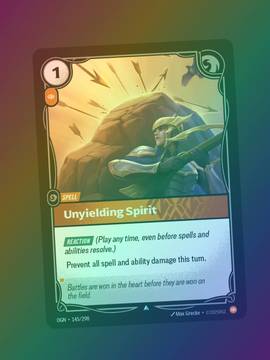 1
SPELL
Unyielding Spirit
REACTION (Play any time, even before spells and
abilities resolve.)
Prevent all spell and ability damage this turn.
Battles are won in the heart before they are won on
the field.
OGN • 145/298
Max Grecke